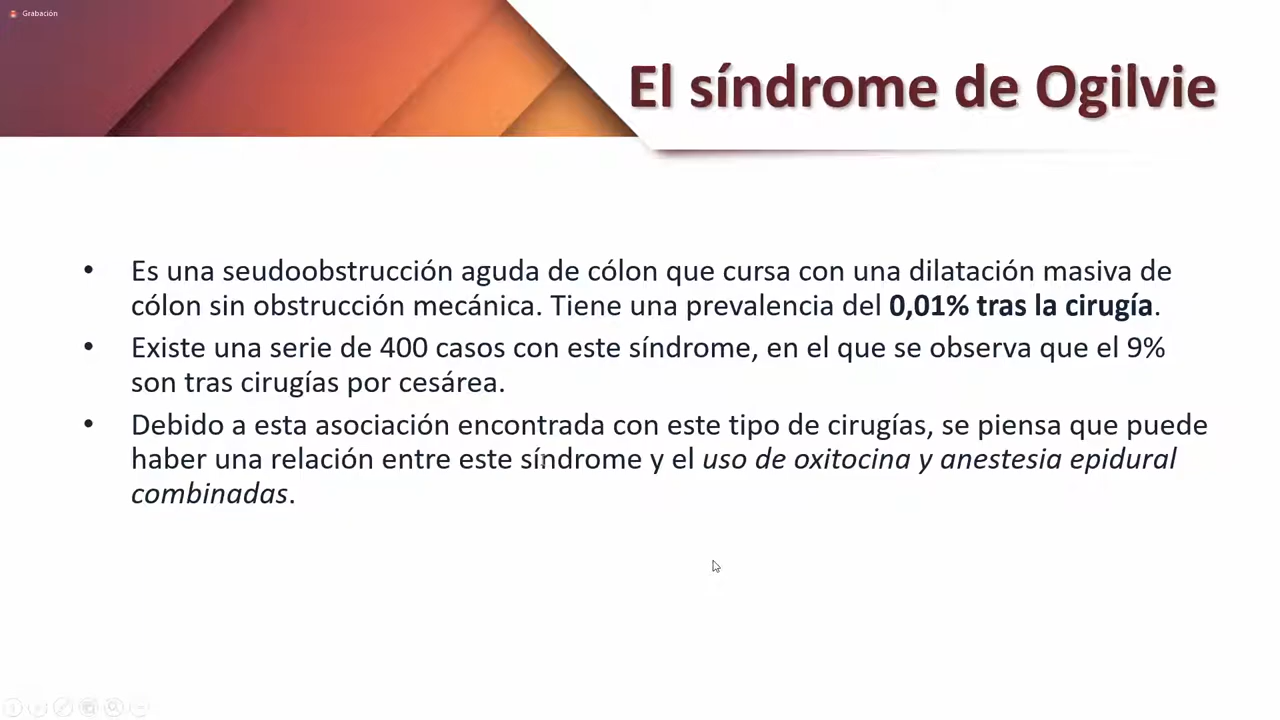 Grabación
El síndrome de Ogilvie
• Es una seudoobstrucción aguda de cólon que cursa con una dilatación masiva de
cólon sin obstrucción mecánica. Tiene una prevalencia del 0,01% tras la cirugía.
• Existe una serie de 400 casos con este síndrome, en el que se observa que el 9%
son tras cirugías por cesárea.
• Debido a esta asociación encontrada con este tipo de cirugías, se piensa que puede
haber una relación entre este síndrome y el uso de oxitocina y anestesia epidural
combinadas.